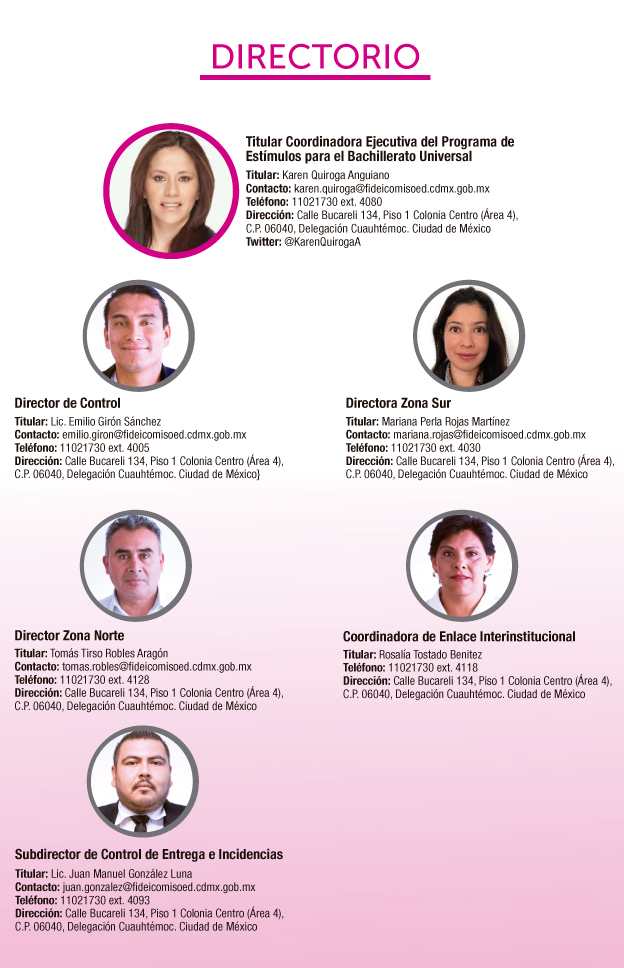 DIRECTORIO
Titular Coordinadora Ejecutiva del Programa de
Estímulos para el Bachillerato Universal
Titular: Karen Quiroga Anguiano
Contacto: karen.quiroga@fideicomisoed.cdmx.gob.mx
Teléfono: 11021730 ext. 4080
Dirección: Calle Bucareli 134, Piso 1 Colonia Centro (Área 4),
C.P. 06040, Delegación Cuauhtémoc. Ciudad de México
Twitter: @KarenQuirogaA
Director de Control
Titular: Lic. Emilio Girón Sánchez
Contacto: emilio.giron@fideicomisoed.cdmx.gob.mx
Teléfono: 11021730 ext. 4005
Dirección: Calle Bucareli 134, Piso 1 Colonia Centro (Área 4),
C.P. 06040, Delegación Cuauhtémoc. Ciudad de México}
Directora Zona Sur
Titular: Mariana Perla Rojas Martínez
Contacto: mariana.rojas@fideicomisoed.cdmx.gob.mx
Teléfono: 11021730 ext. 4030
Dirección: Calle Bucareli 134, Piso 1 Colonia Centro (Área 4),
C.P. 06040, Delegación Cuauhtémoc. Ciudad de México
Director Zona Norte
Titular: Tomás Tirso Robles Aragón
Contacto: tomas.robles@fideicomisoed.cdmx.gob.mx
Teléfono: 11021730 ext. 4128
Dirección: Calle Bucareli 134, Piso 1 Colonia Centro (Área 4),
C.P. 06040, Delegación Cuauhtémoc. Ciudad de México
Coordinadora de Enlace Interinstitucional
Titular: Rosalía Tostado Benitez
Teléfono: 11021730 ext. 4118
Dirección: Calle Bucareli 134, Piso 1 Colonia Centro (Área 4),
C.P. 06040, Delegación Cuauhtémoc. Ciudad de México
Subdirector de Control de Entrega e Incidencias
Titular: Lic. Juan Manuel González Luna
Contacto: juan.gonzalez@fideicomisoed.cdmx.gob.mx
Teléfono: 11021730 ext. 4093
Dirección: Calle Bucareli 134, Piso 1 Colonia Centro (Área 4),
C.P. 06040, Delegación Cuauhtémoc. Ciudad de México